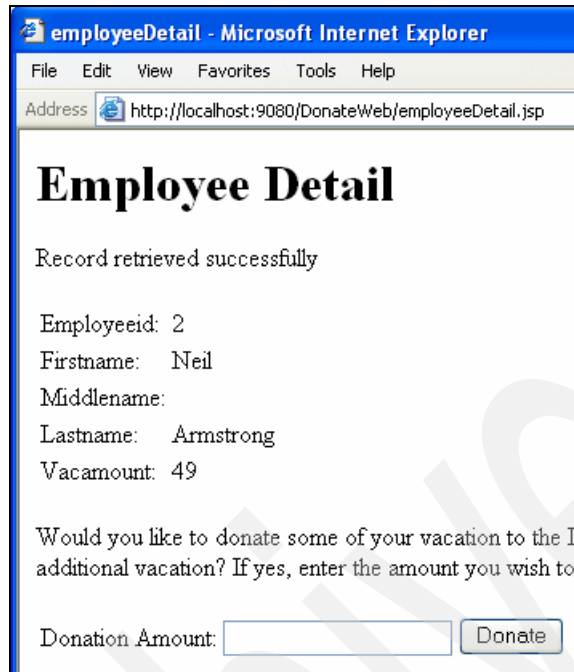 employeeDetail - Microsoft Internet Explorer
File Edit View Favorites Tools Help
Address http://localhost:9080/DonateWeb/employeeDetail.jsp
Employee Detail
Record retrieved successfully
Employeeid: 2
Firstname: Neil
Middlename:
Lastname: Armstrong
Vacamount: 49
Would you like to donate some of your vacation to the
additional vacation? If yes, enter the amount you wish to
Donation Amount: Donate